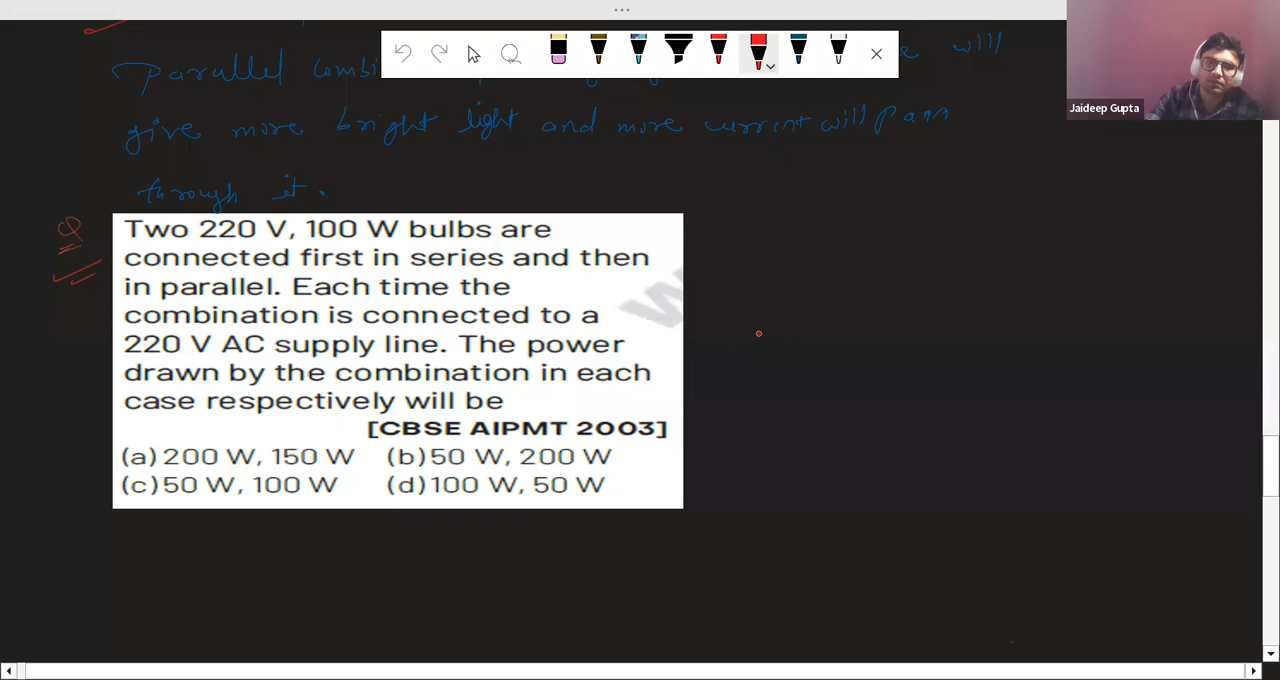 Parallel combi will
give more bright light and more current will pass
through it.
Jaideep Gupta
Q
Two 220 V, 100 W bulbs are
connected first in series and then
in parallel. Each time the
combination is connected to a
220 V AC supply line. The power
drawn by the combination in each
case respectively will be
[CBSE AIPMT 2003]
(a) 200 W, 150 W (b) 50 W, 200 W
(c) 50 W, 100 W (d) 100 W, 50 W